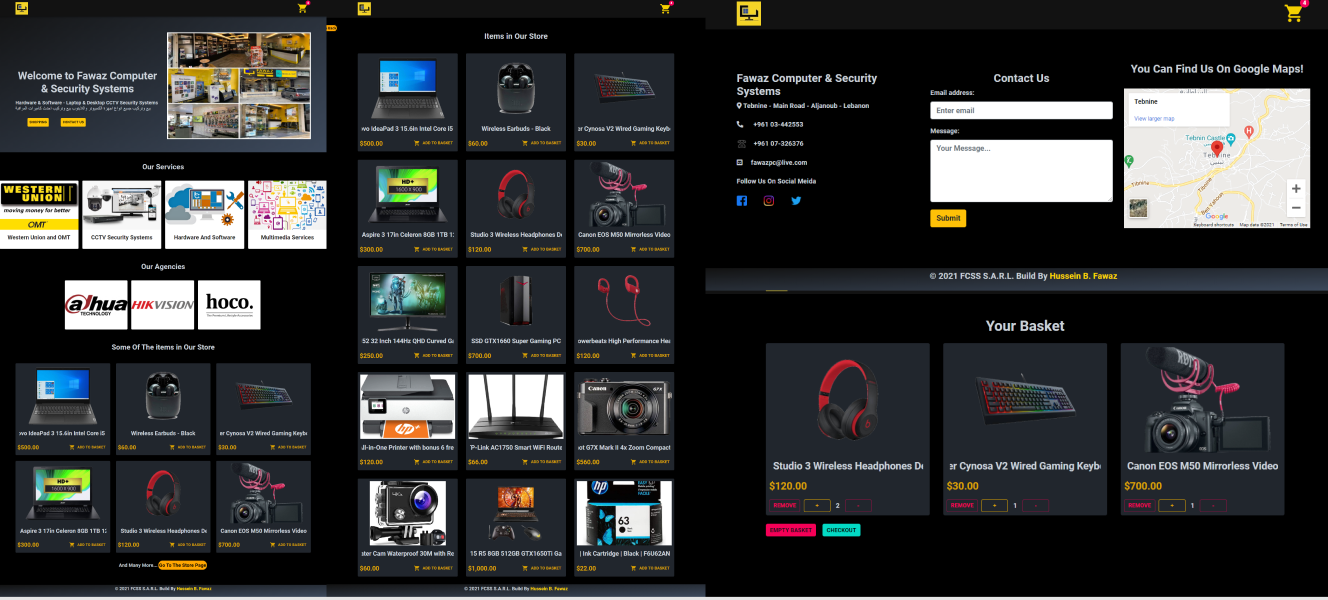 Welcome to Fawaz Computer
& Security Systems
Hardware & Software - Laptop & Desktop CCTV Security Systems
CONTACT US
Our Services
WESTERN
UNION
moving money for better
OMT
Western Union and OMT
CCTV Security Systems
Hardware And Software
Multimedia Services
Our Agencies
alhua
TECHNOLOGY
HIKVISION
hoco.
Some Of The items in Our Store
vo IdeaPad 3 15.6in Intel Core i5
$500.00
ADD TO BASKET
Wireless Earbuds - Black
$60.00
ADD TO BASKET
er Cynosa V2 Wired Gaming Keyb
$30.00
ADD TO BASKET
HD+
1600 X 900
Aspire 3 17in Celeron 8GB 1TB 1
$300.00
ADD TO BASKET
Studio 3 Wireless Headphones De
$120.00
ADD TO BASKET
Canon EOS M50 Mirrorless Video
$700.00
ADD TO BASKET
And Many More...
Go To The Store Page
© 2021 FCSS S.A.R.L. Build By Hussein B. Fawaz
4
Items in Our Store
vo IdeaPad 3 15.6in Intel Core i5
$500.00
ADD TO BASKET
Wireless Earbuds - Black
$60.00
ADD TO BASKET
er Cynosa V2 Wired Gaming Keyb
$30.00
ADD TO BASKET
HD+
1600 X 900
Aspire 3 17in Celeron 8GB 1TB 1
$300.00
ADD TO BASKET
Studio 3 Wireless Headphones De
$120.00
ADD TO BASKET
Canon EOS M50 Mirrorless Video
$700.00
ADD TO BASKET
52 32 Inch 144Hz QHD Curved Ga
$250.00
ADD TO BASKET
SSD GTX1660 Super Gaming PC
$700.00
ADD TO BASKET
owerbeats High Performance Hea
$120.00
ADD TO BASKET
hp
ll-in-One Printer with bonus 6 fre
$120.00
ADD TO BASKET
P-Link AC1750 Smart WiFi Route
$66.00
ADD TO BASKET
Canon
G7X
ot G7X Mark II 4x Zoom Compact
$560.00
ADD TO BASKET
4K
ster Cam Waterproof 30M with Re
$60.00
ADD TO BASKET
15 R5 8GB 512GB GTX1650Ti Ga
$1,000.00
ADD TO BASKET
hp
63
| Ink Cartridge | Black | F6U62AN
$22.00
ADD TO BASKET
© 2021 FCSS S.A.R.L. Build By Hussein B. Fawaz
4
Fawaz Computer & Security
Systems
Tebnine - Main Road - Aljanoub - Lebanon
+961 03-442553
+961 07-326376
fawazpc@live.com
Follow Us On Social Meida
Contact Us
Email address:
Enter email
Message:
Your Message...
Submit
You Can Find Us On Google Maps!
Tebnine
View larger map
Tebnin Castle
Tebnine
تبنين
Tibnine
Tibnine
Google
Keyboard shortcuts
Map data ©2021
Terms of Use
© 2021 FCSS S.A.R.L. Build By Hussein B. Fawaz
Your Basket
Studio 3 Wireless Headphones De
$120.00
REMOVE
+
2
-
er Cynosa V2 Wired Gaming Keyb
$30.00
REMOVE
+
1
-
Canon EOS M50 Mirrorless Video
$700.00
REMOVE
+
1
-
EMPTY BASKET
CHECKOUT